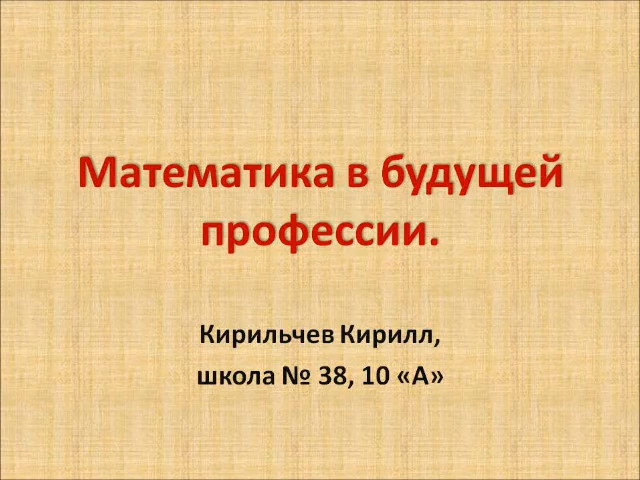 Математика в будущей
профессии.
Кирильчев Кирилл,
школа № 38, 10 «А»